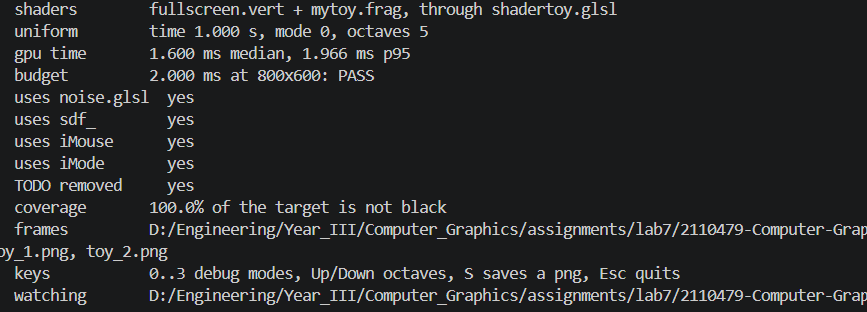 shaders fullscreen.vert + mytoy.frag, through shadertoy.glsl
uniform time 1.000 s, mode 0, octaves 5
gpu time 1.600 ms median, 1.966 ms p95
budget 2.000 ms at 800x600: PASS
uses noise.glsl yes
uses sdf_ yes
uses iMouse yes
uses iMode yes
TODO removed yes
coverage 100.0% of the target is not black
frames D:/Engineering/Year_III/Computer_Graphics/assignments/lab7/2110479-Computer-Grap
oy_1.png, toy_2.png
keys 0..3 debug modes, Up/Down octaves, S saves a png, Esc quits
watching D:/Engineering/Year_III/Computer_Graphics/assignments/lab7/2110479-Computer-Grap